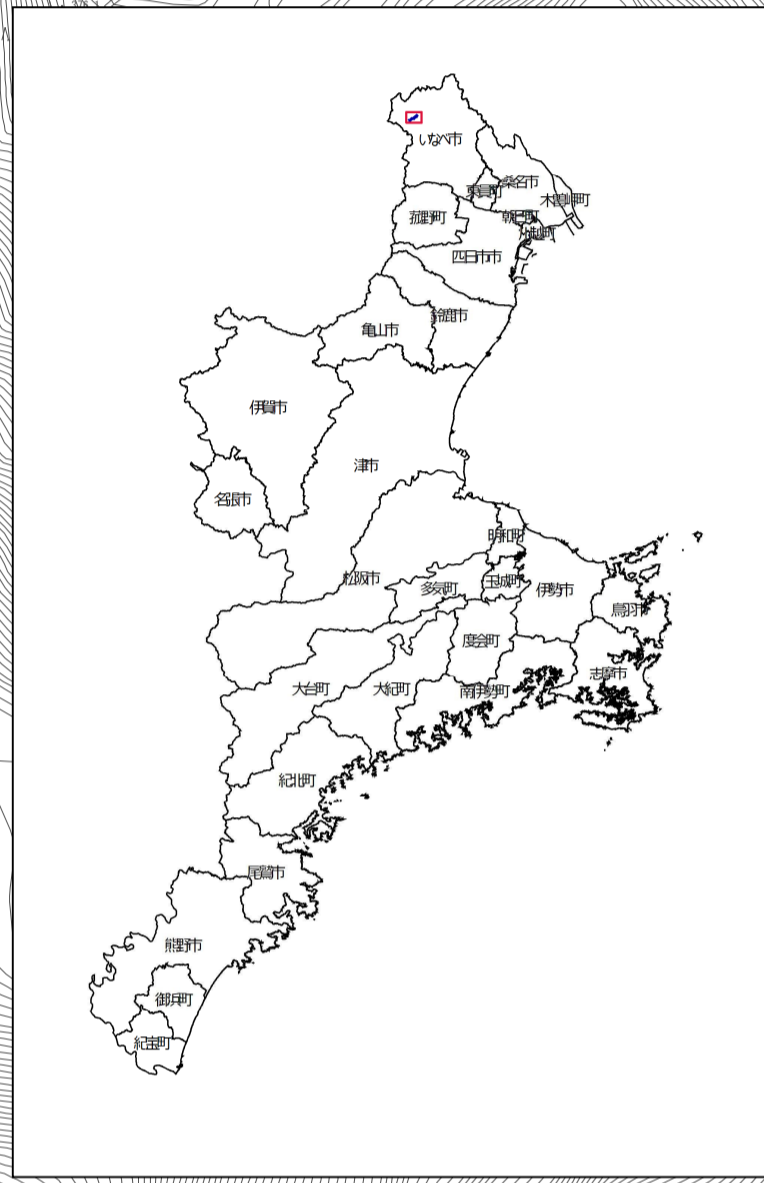 いなべ市
桑名市
東員町
木曽岬町
菰野町
朝日町
川越町
四日市市
鈴鹿市
亀山市
伊賀市
津市
名張市
明和町
松阪市
多気町
玉城町
伊勢市
鳥羽市
度会町
志摩市
大台町
大紀町
南伊勢町
紀北町
尾鷲市
熊野市
御浜町
紀宝町